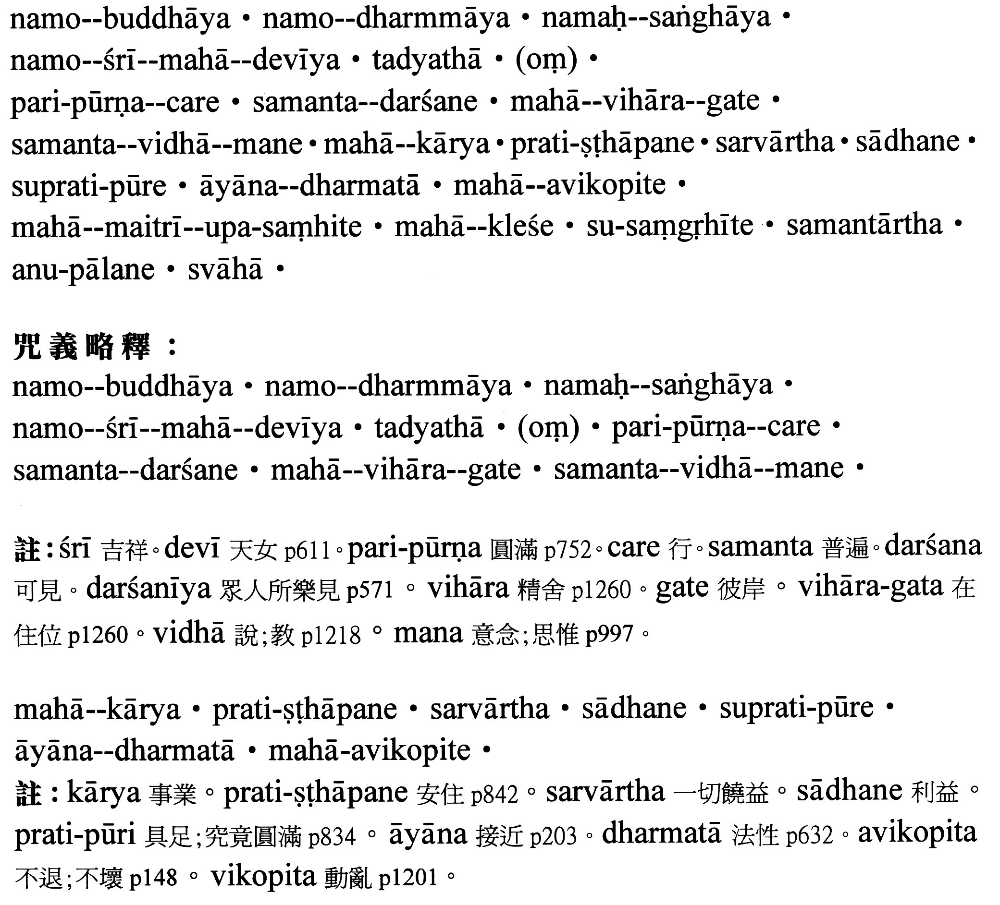 namo--buddhāya • namo--dharmmāya • namaḥ--saṅghāya •
namo--śrī--mahā--devīya • tadyathā • (oṃ) •
pari-pūrṇa--care • samanta--darśane • mahā--vihāra--gate •
samanta--vidhā--mane • mahā--kārya • prati-ṣṭhāpane • sarvārtha • sādhane •
suprati-pūre • āyāna--dharmatā • mahā--avikopite •
mahā--maitrī--upa-saṃhite • mahā--kleśe • su-saṃgṛhīte • samantārtha •
anu-pālane • svāhā •
咒義略釋：
namo--buddhāya • namo--dharmmāya • namaḥ--saṅghāya •
namo--śrī--mahā--devīya • tadyathā • (oṃ) • pari-pūrṇa--care •
samanta--darśane • mahā--vihāra--gate • samanta--vidhā--mane •
註：śrī 吉祥。devī 天女 p611。pari-pūrṇa 圓滿 p752。care 行。samanta 普遍。darśana
可見。darśanīya 眾人所樂見 p571。vihāra 精舍 p1260。gate 彼岸。vihāra-gata 在
住位 p1260。vidhā 說;教 p1218。mana 意念;思惟 p997。
mahā--kārya • prati-ṣṭhāpane • sarvārtha • sādhane • suprati-pūre •
āyāna--dharmatā • mahā-avikopite •
註：kārya 事業。prati-ṣṭhāpane 安住 p842。sarvārtha 一切饒益。sādhane 利益。
prati-pūri 具足;究竟圓滿 p834。āyāna 接近 p203。dharmatā 法性 p632。avikopita
不退;不壞 p148。vikopita 動亂 p1201。